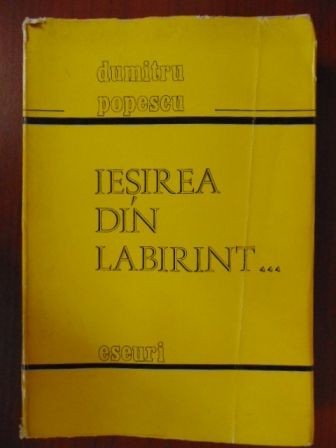 dumitru
popescu
IEȘIREA
DIN
LABIRINT...
eseuri